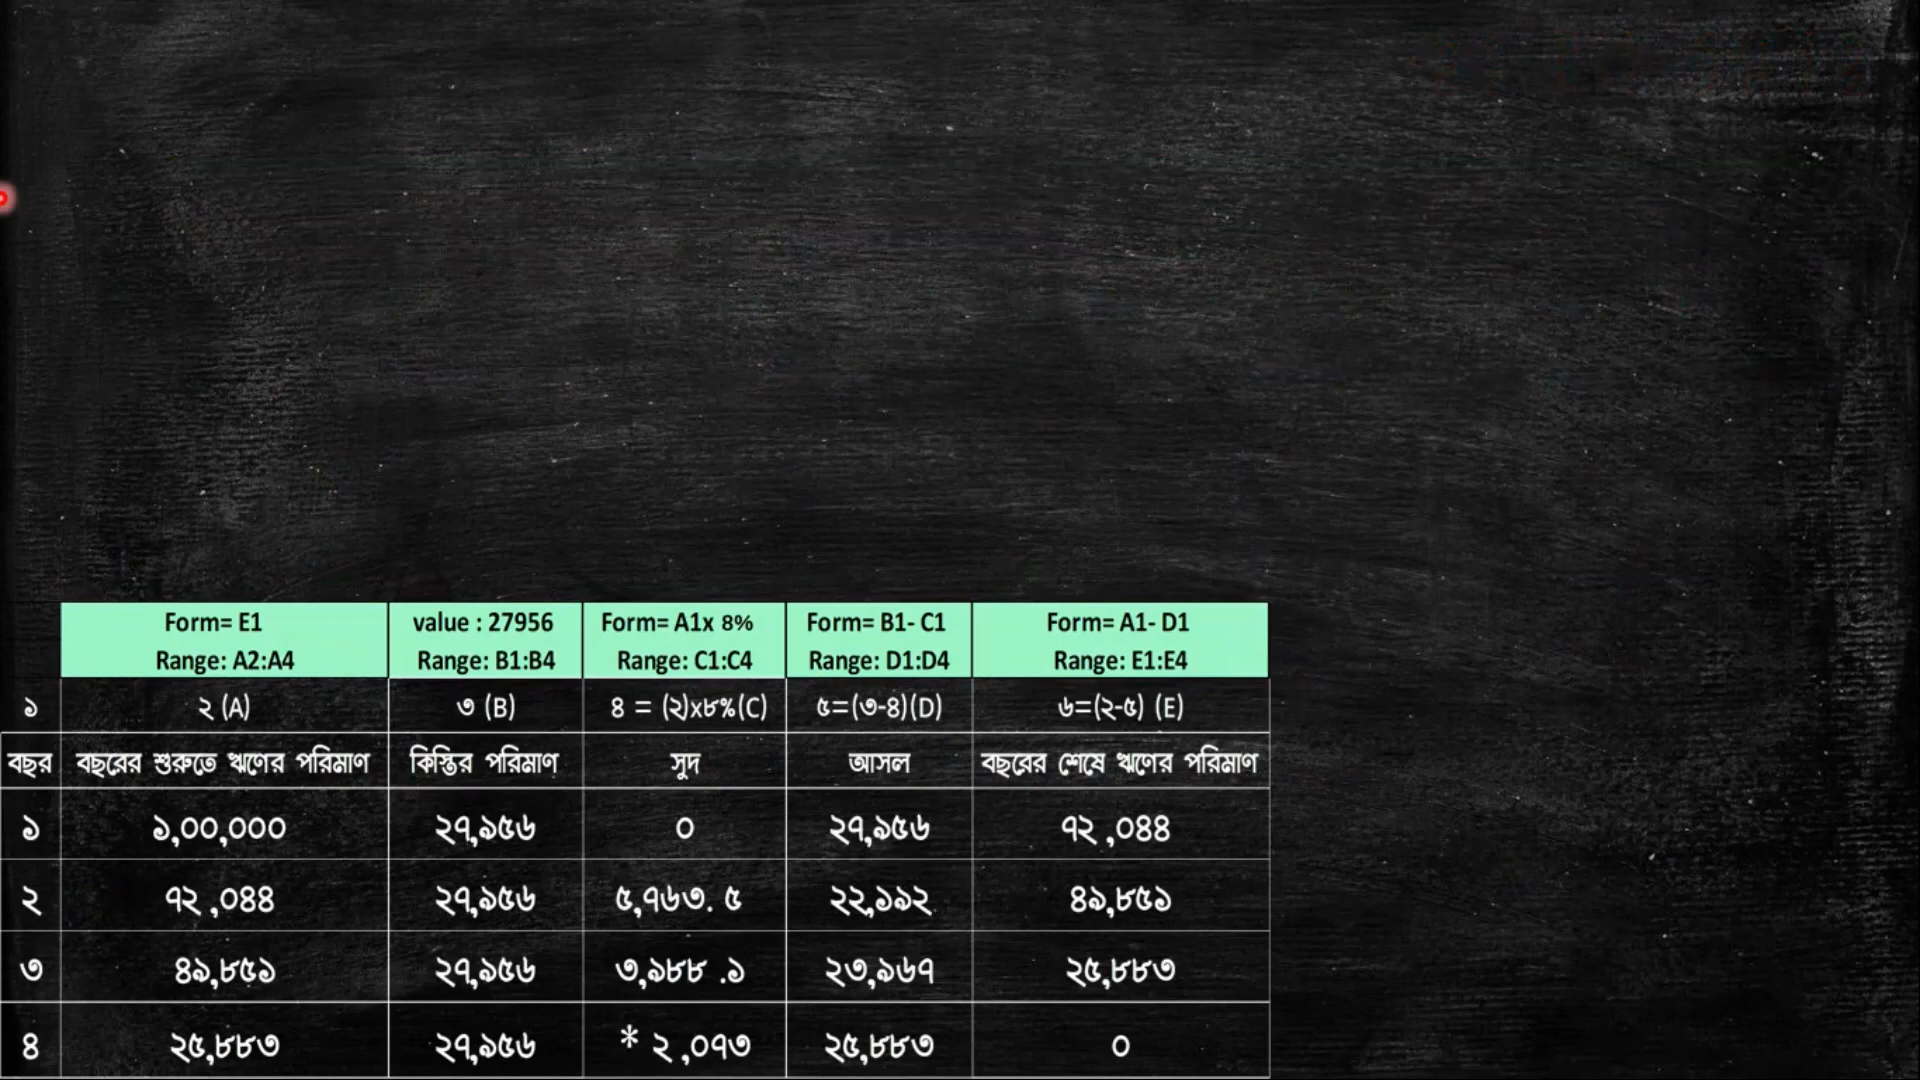 Form= E1 value : 27956 Form= A1x 8% Form= B1- C1 Form= A1- D1
Range: A2:A4 Range: B1:B4 Range: C1:C4 Range: D1:D4 Range: E1:E4
১ ২ (A) ৩ (B) ৪ = (২)x৮%(C) ৫=(৩-৪)(D) ৬=(২-৫) (E)
বছর বছরের শুরুতে ঋণের পরিমাণ কিস্তির পরিমাণ সুদ আসল বছরের শেষে ঋণের পরিমাণ
১ ১,০০,০০০ ২৭,৯৫৬ ০ ২৭,৯৫৬ ৭২ ,০৪৪
২ ৭২ ,০৪৪ ২৭,৯৫৬ ৫,৭৬৩. ৫ ২২,১৯২ ৪৯,৮৫১
৩ ৪৯,৮৫১ ২৭,৯৫৬ ৩,৯৮৮ .১ ২৩,৯৬৭ ২৫,৮৮৩
৪ ২৫,৮৮৩ ২৭,৯৫৬ * ২ ,০৭৩ ২৫,৮৮৩ ০